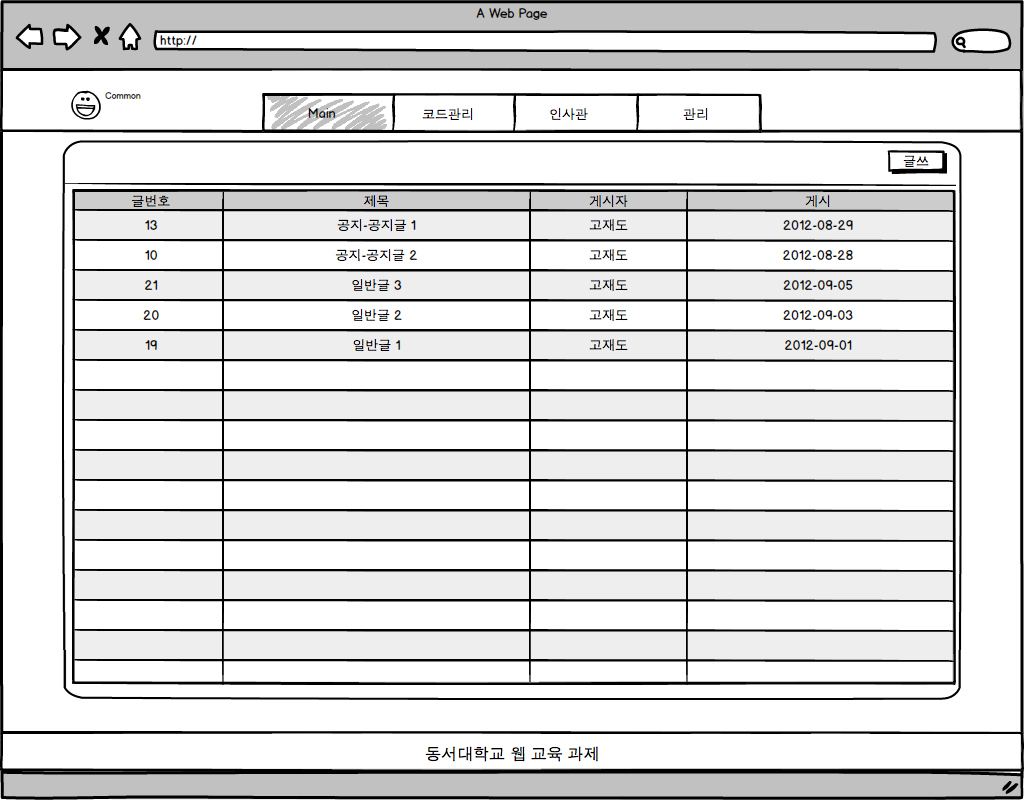 A Web Page
http://
Common
Main 코드관리 인사관 관리
글쓰
글번호 제목 게시자 게시
13 공지-공지글 1 고재도 2012-08-29
10 공지-공지글 2 고재도 2012-08-28
21 일반글 3 고재도 2012-09-05
20 일반글 2 고재도 2012-09-03
19 일반글 1 고재도 2012-09-01
동서대학교 웹 교육 과제